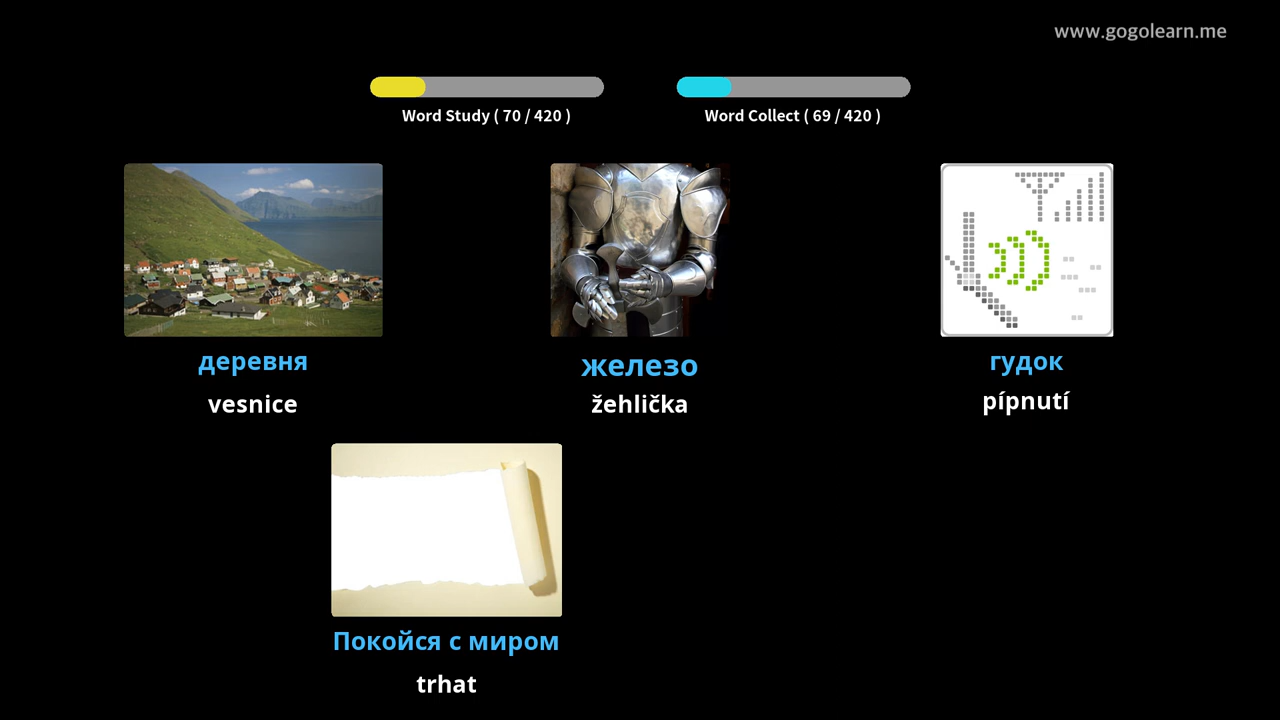 www.gogolearn.me
Word Study ( 70 / 420 )
Word Collect ( 69 / 420 )
деревня
железо
гудок
vesnice
žehlička
pípnutí
Покойся с миром
trhat